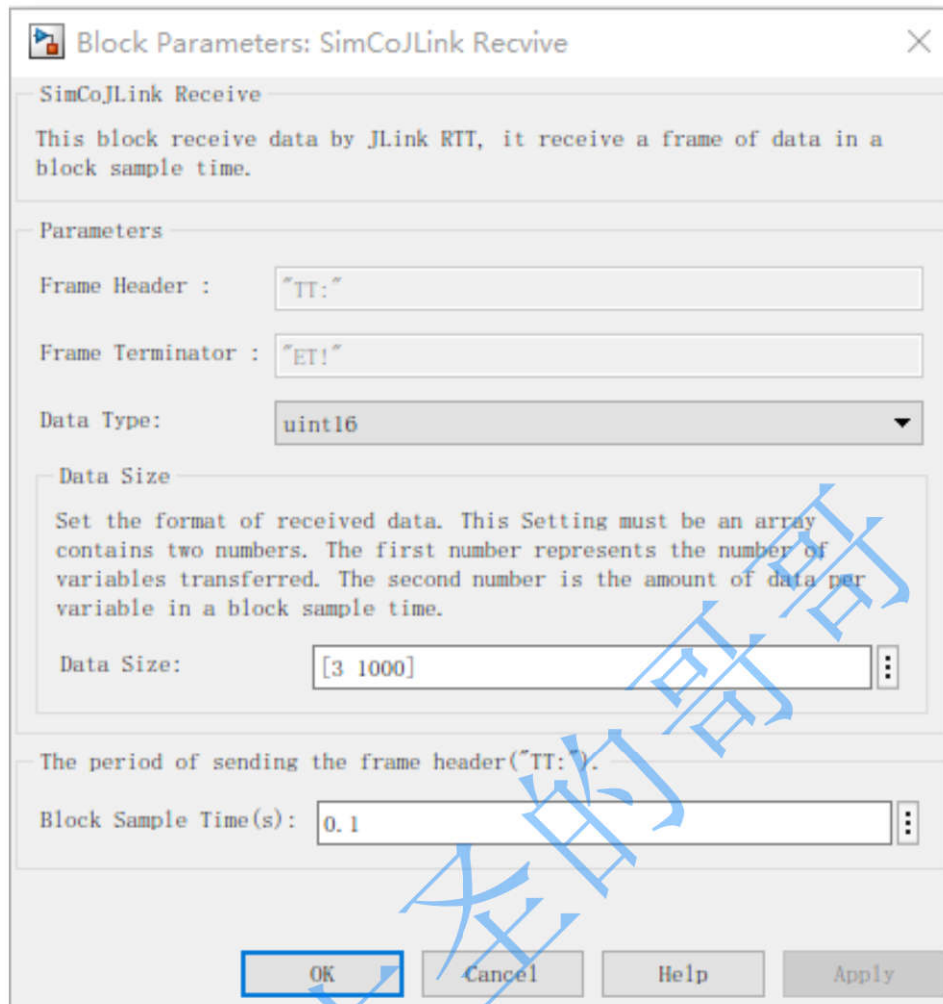 Block Parameters: SimCoJLink Recvive
SimCoJLink Receive
This block receive data by JLink RTT, it receive a frame of data in a
block sample time.
Parameters
Frame Header :
"TT:"
Frame Terminator :
"ET!"
Data Type:
uint16
Data Size
Set the format of received data. This Setting must be an array
contains two numbers. The first number represents the number of
variables transferred. The second number is the amount of data per
variable in a block sample time.
Data Size:
[3 1000]
The period of sending the frame header("TT:").
Block Sample Time(s):
0.1
OK
Cancel
Help
Apply
的哥哥